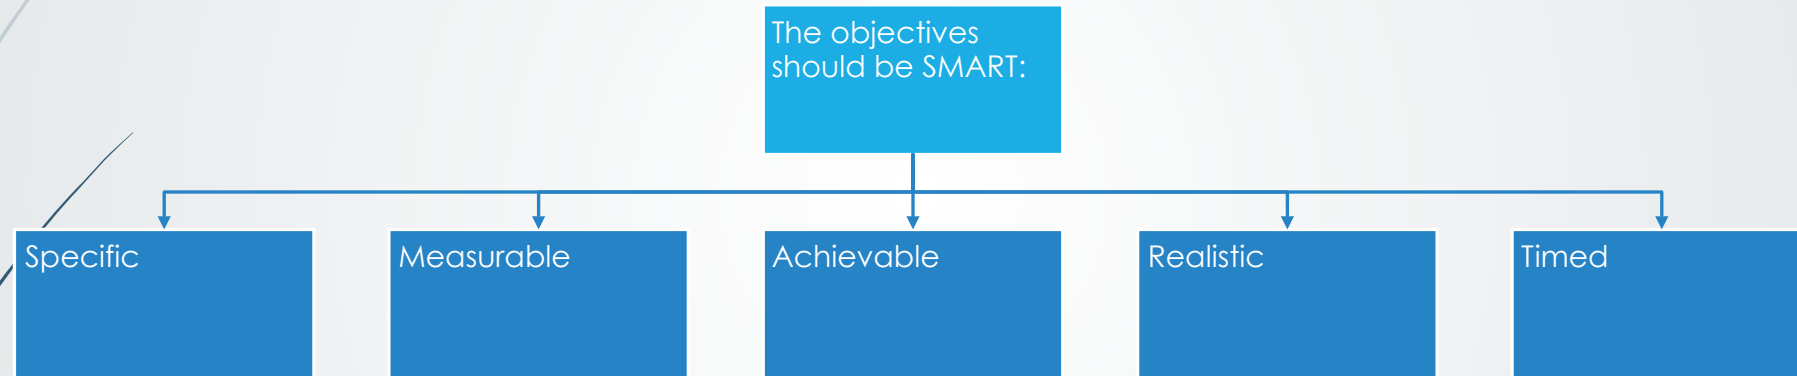 The objectives
should be SMART:
Specific
Measurable
Achievable
Realistic
Timed